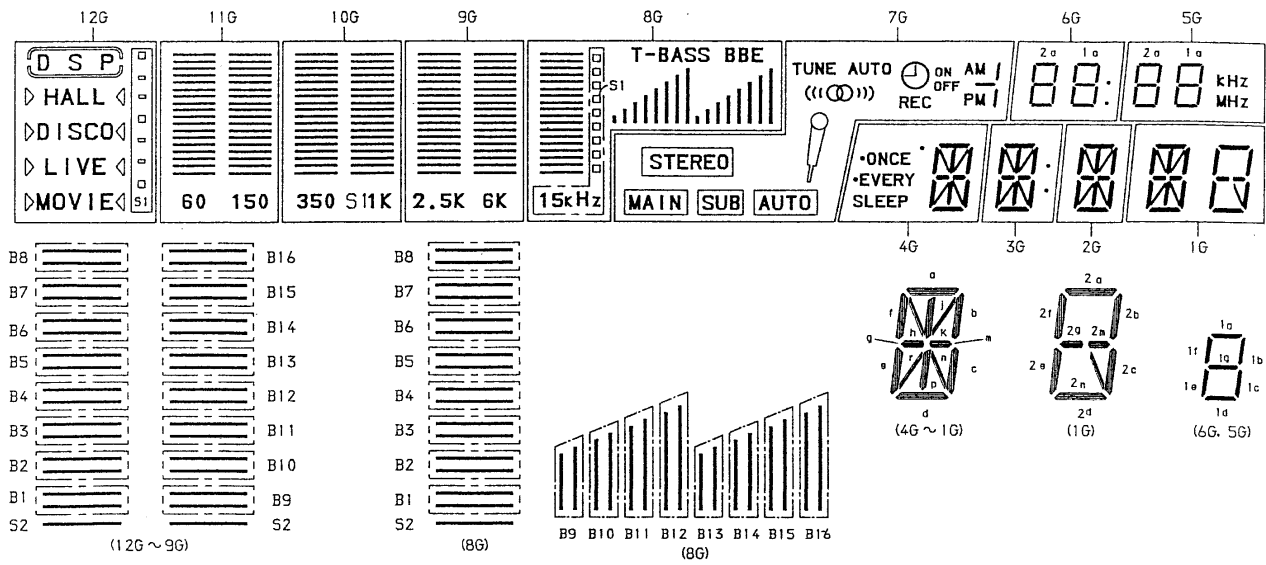 12G 11G 10G 9G 8G 7G 6G 5G
D S P
HALL
DISCO
LIVE
MOVIE S1
60 150
350 S1 1K
2.5K 6K
S1
15kHz
T-BASS BBE
STEREO
MAIN SUB AUTO
TUNE AUTO
REC
ON
OFF
AM
PM
2a 1a
2a 1a
kHz
MHz
•ONCE
•EVERY
SLEEP
4G 3G 2G 1G
B8 B16
B7 B15
B6 B14
B5 B13
B4 B12
B3 B11
B2 B10
B1 B9
S2 S2
(12G~9G)
B8
B7
B6
B5
B4
B3
B2
B1
S2
(8G)
B9 B10 B11 B12 B13 B14 B15 B16
(8G)
a
f j b
h k
g m
r n
e c
p
d
(4G~1G)
2a
2f 2b
2g 2m
2e 2c
2n
2d
(1G)
1a
1f 1b
1g
1e 1c
1d
(6G, 5G)